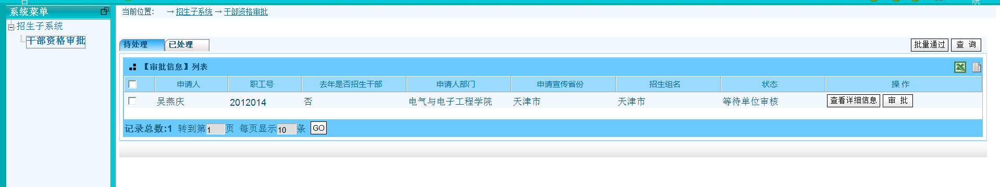 系统菜单
招生子系统
干部资格审批
当前位置： → 招生子系统 → 干部资格审批
待处理 已处理
批量通过 查 询
【审批信息】列表
申请人 职工号 去年是否招生干部 申请人部门 申请宣传省份 招生组名 状态 操 作
吴燕庆 2012014 否 电气与电子工程学院 天津市 天津市 等待单位审核 查看详细信息 审 批
记录总数:1 转到第1页 每页显示10条 GO